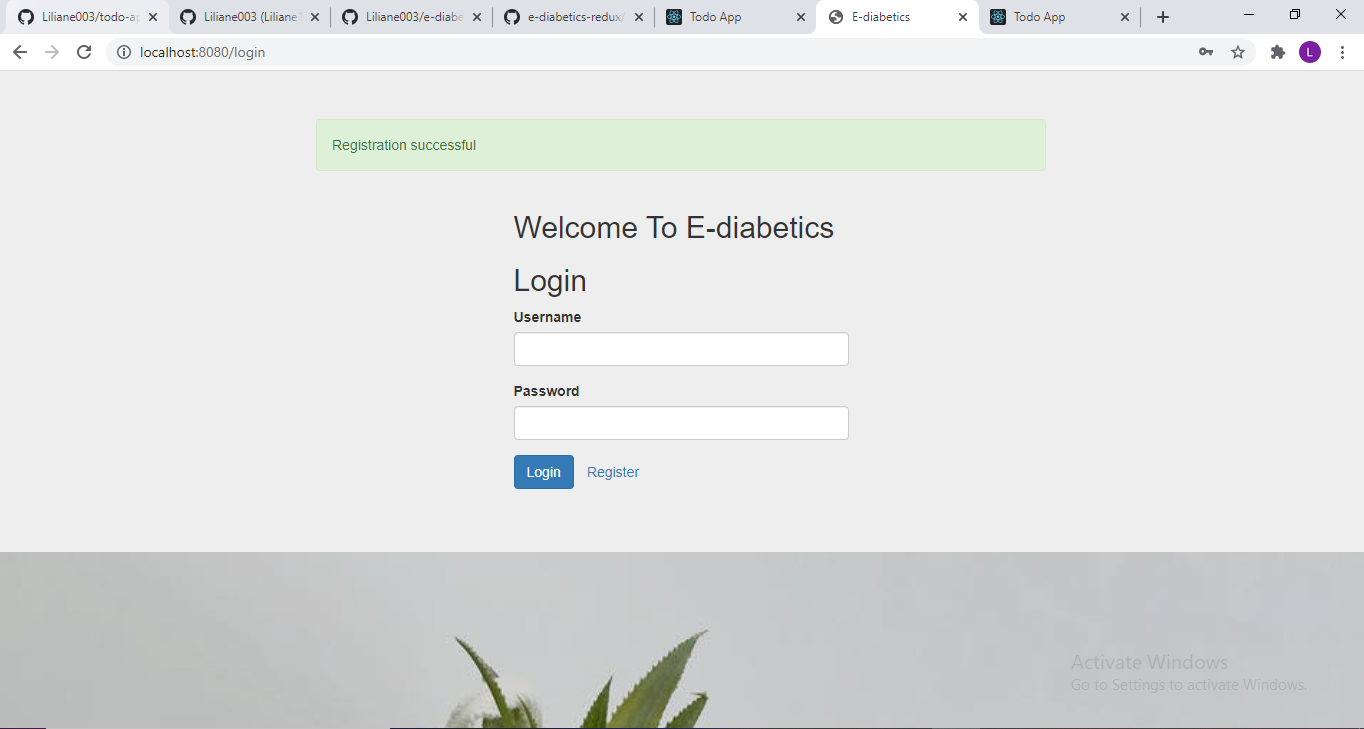 Liliane003/todo-a
Liliane003 (Liliane
Liliane003/e-diabe
e-diabetics-redux/
Todo App
E-diabetics
Todo App
localhost:8080/login
L
Registration successful
Welcome To E-diabetics
Login
Username
Password
Login Register
Activate Windows
Go to Settings to activate Windows.